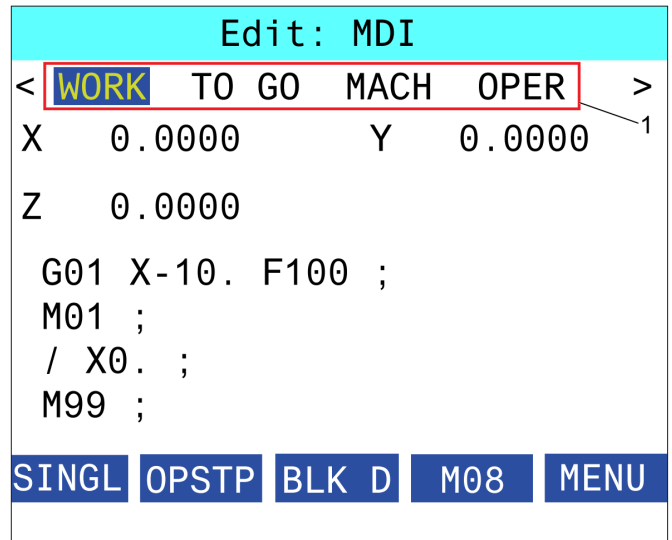 Edit: MDI
< WORK TO GO MACH OPER >
1
X 0.0000 Y 0.0000
Z 0.0000
G01 X-10. F100 ;
M01 ;
/ X0. ;
M99 ;
SINGL OPSTP BLK D M08 MENU